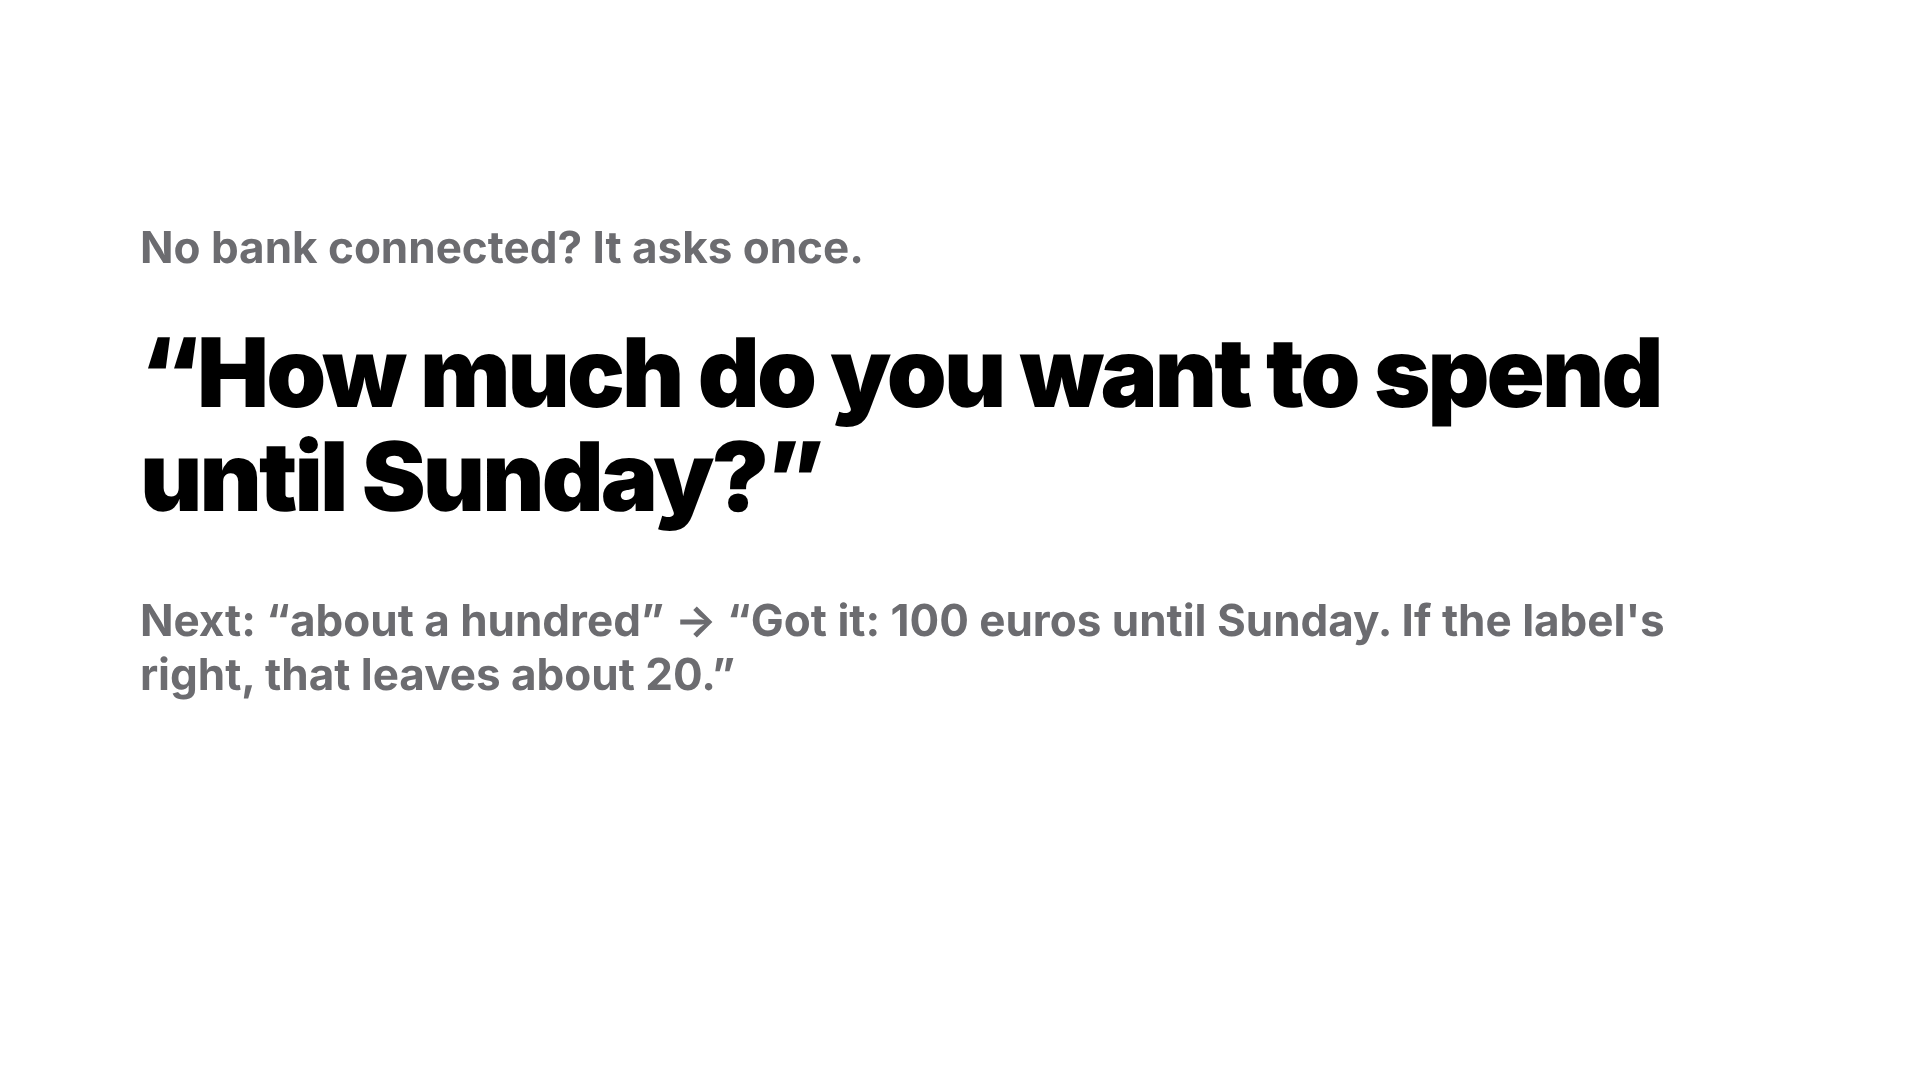 No bank connected? It asks once.
“How much do you want to spend
until Sunday?”
Next: “about a hundred” → “Got it: 100 euros until Sunday. If the label's
right, that leaves about 20.”